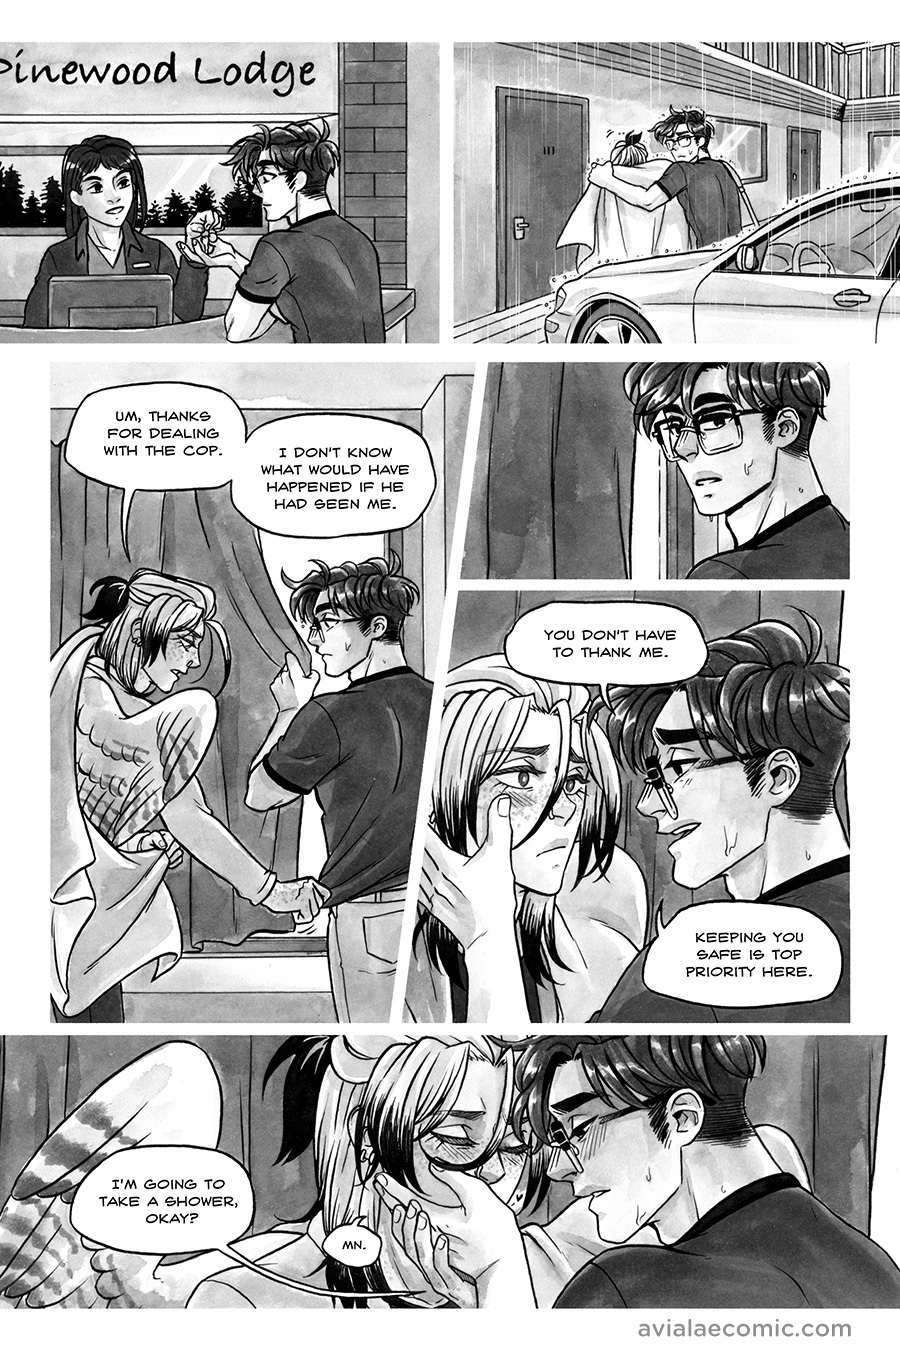 Pinewood Lodge
111
12
UM, THANKS
FOR DEALING
WITH THE COP.
I DON'T KNOW
WHAT WOULD HAVE
HAPPENED IF HE
HAD SEEN ME.
YOU DON'T HAVE
TO THANK ME.
KEEPING YOU
SAFE IS TOP
PRIORITY HERE.
I'M GOING TO
TAKE A SHOWER,
OKAY?
MN.
avialaecomic.com